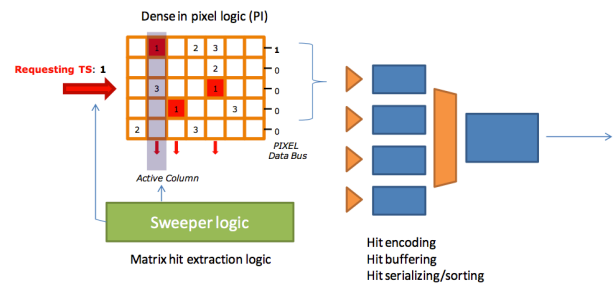 Dense in pixel logic (PI)
Requesting TS: 1
1 2 3 1
2 0
3 1 0
1 3 0
2 3 0
PIXEL
Data Bus
Active Column
Sweeper logic
Matrix hit extraction logic
Hit encoding
Hit buffering
Hit serializing/sorting